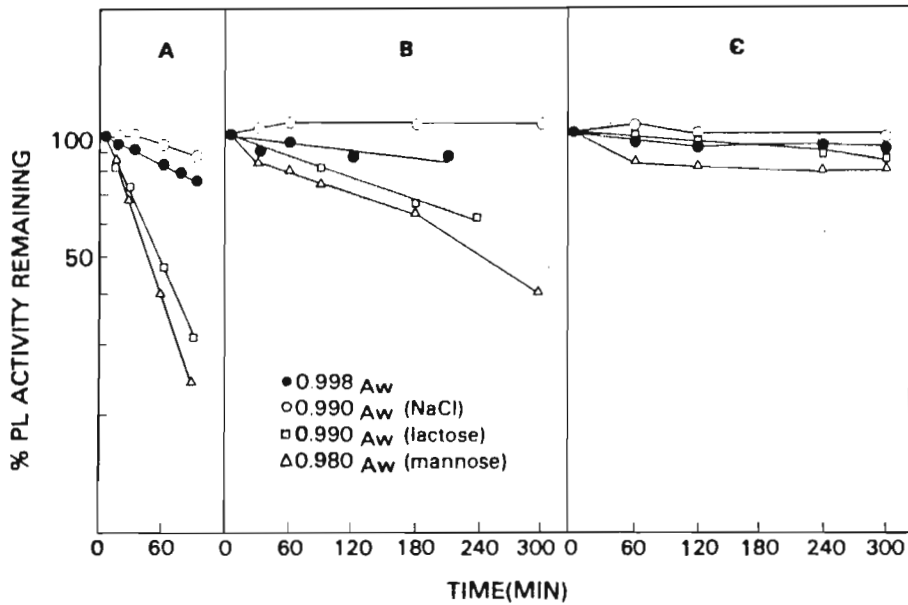 A
B
C
% PL ACTIVITY REMAINING
100
50
● 0.998 Aw
○ 0.990 Aw (NaCl)
□ 0.990 Aw (lactose)
△ 0.980 Aw (mannose)
0 60
0 60 120 180 240 300
0 60 120 180 240 300
TIME(MIN)